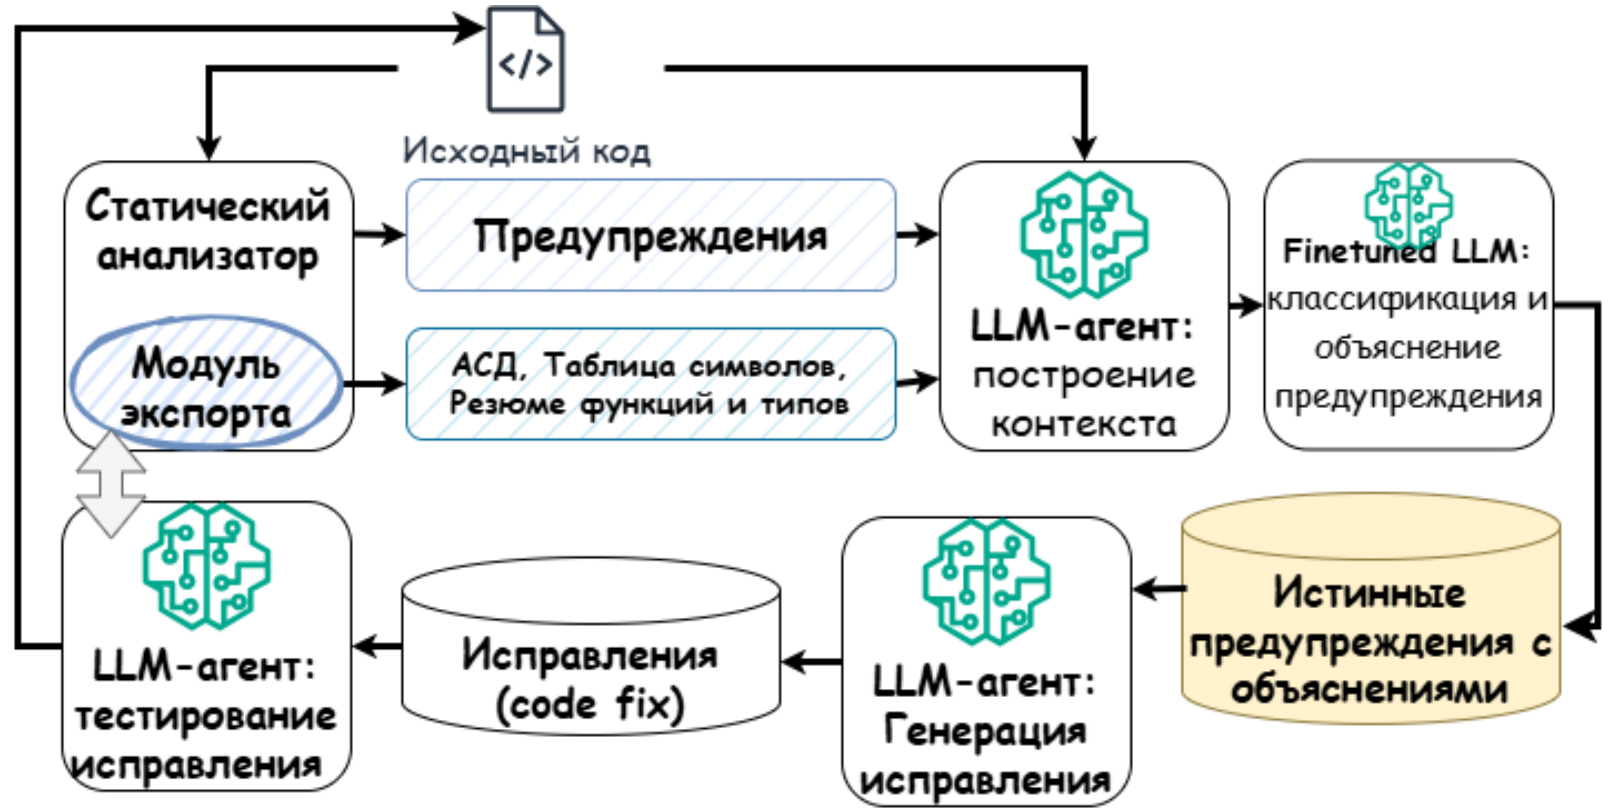 </>
Исходный код
Статический
анализатор
Модуль
экспорта
Предупреждения
АСД, Таблица символов,
Резюме функций и типов
LLM-агент:
построение
контекста
Finetuned LLM:
классификация и
объяснение
предупреждения
Истинные
предупреждения с
объяснениями
LLM-агент:
Генерация
исправления
Исправления
(code fix)
LLM-агент:
тестирование
исправления